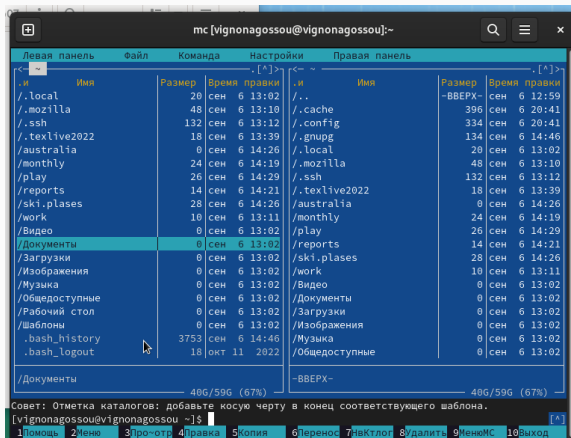 mc [vignonagossou@vignonagossou]:~
Левая панель Файл Команда Настройки Правая панель
<— ~ .[^]> <— ~ .[^]>
.и Имя Размер Время правки .и Имя Размер Время правки
/.local 20 сен 6 13:02 /.. -ВВЕРХ- сен 6 12:59
/.mozilla 48 сен 6 13:10 /.cache 396 сен 6 20:41
/.ssh 132 сен 6 13:12 /.config 334 сен 6 20:41
/.texlive2022 18 сен 6 13:39 /.gnupg 134 сен 6 14:46
/australia 0 сен 6 14:26 /.local 20 сен 6 13:02
/monthly 24 сен 6 14:19 /.mozilla 48 сен 6 13:10
/play 26 сен 6 14:29 /.ssh 132 сен 6 13:12
/reports 14 сен 6 14:21 /.texlive2022 18 сен 6 13:39
/ski.plases 28 сен 6 14:26 /australia 0 сен 6 14:26
/work 10 сен 6 13:11 /monthly 24 сен 6 14:19
/Видео 0 сен 6 13:02 /play 26 сен 6 14:29
/Документы 0 сен 6 13:02 /reports 14 сен 6 14:21
/Загрузки 0 сен 6 13:02 /ski.plases 28 сен 6 14:26
/Изображения 0 сен 6 13:02 /work 10 сен 6 13:11
/Музыка 0 сен 6 13:02 /Видео 0 сен 6 13:02
/Общедоступные 0 сен 6 13:02 /Документы 0 сен 6 13:02
/Рабочий стол 0 сен 6 13:02 /Загрузки 0 сен 6 13:02
/Шаблоны 0 сен 6 13:02 /Изображения 0 сен 6 13:02
.bash_history 3753 сен 6 14:46 /Музыка 0 сен 6 13:02
.bash_logout 18 окт 11 2022 /Общедоступные 0 сен 6 13:02
/Документы -ВВЕРХ-
40G/59G (67%) 40G/59G (67%)
Совет: Отметка каталогов: добавьте косую черту в конец соответствующего шаблона.
[vignonagossou@vignonagossou ~]$ [^]
1Помощь 2Меню 3Про~отр 4Правка 5Копия 6Перенос 7НвКтлог 8Удалить 9МенюMC 10Выход